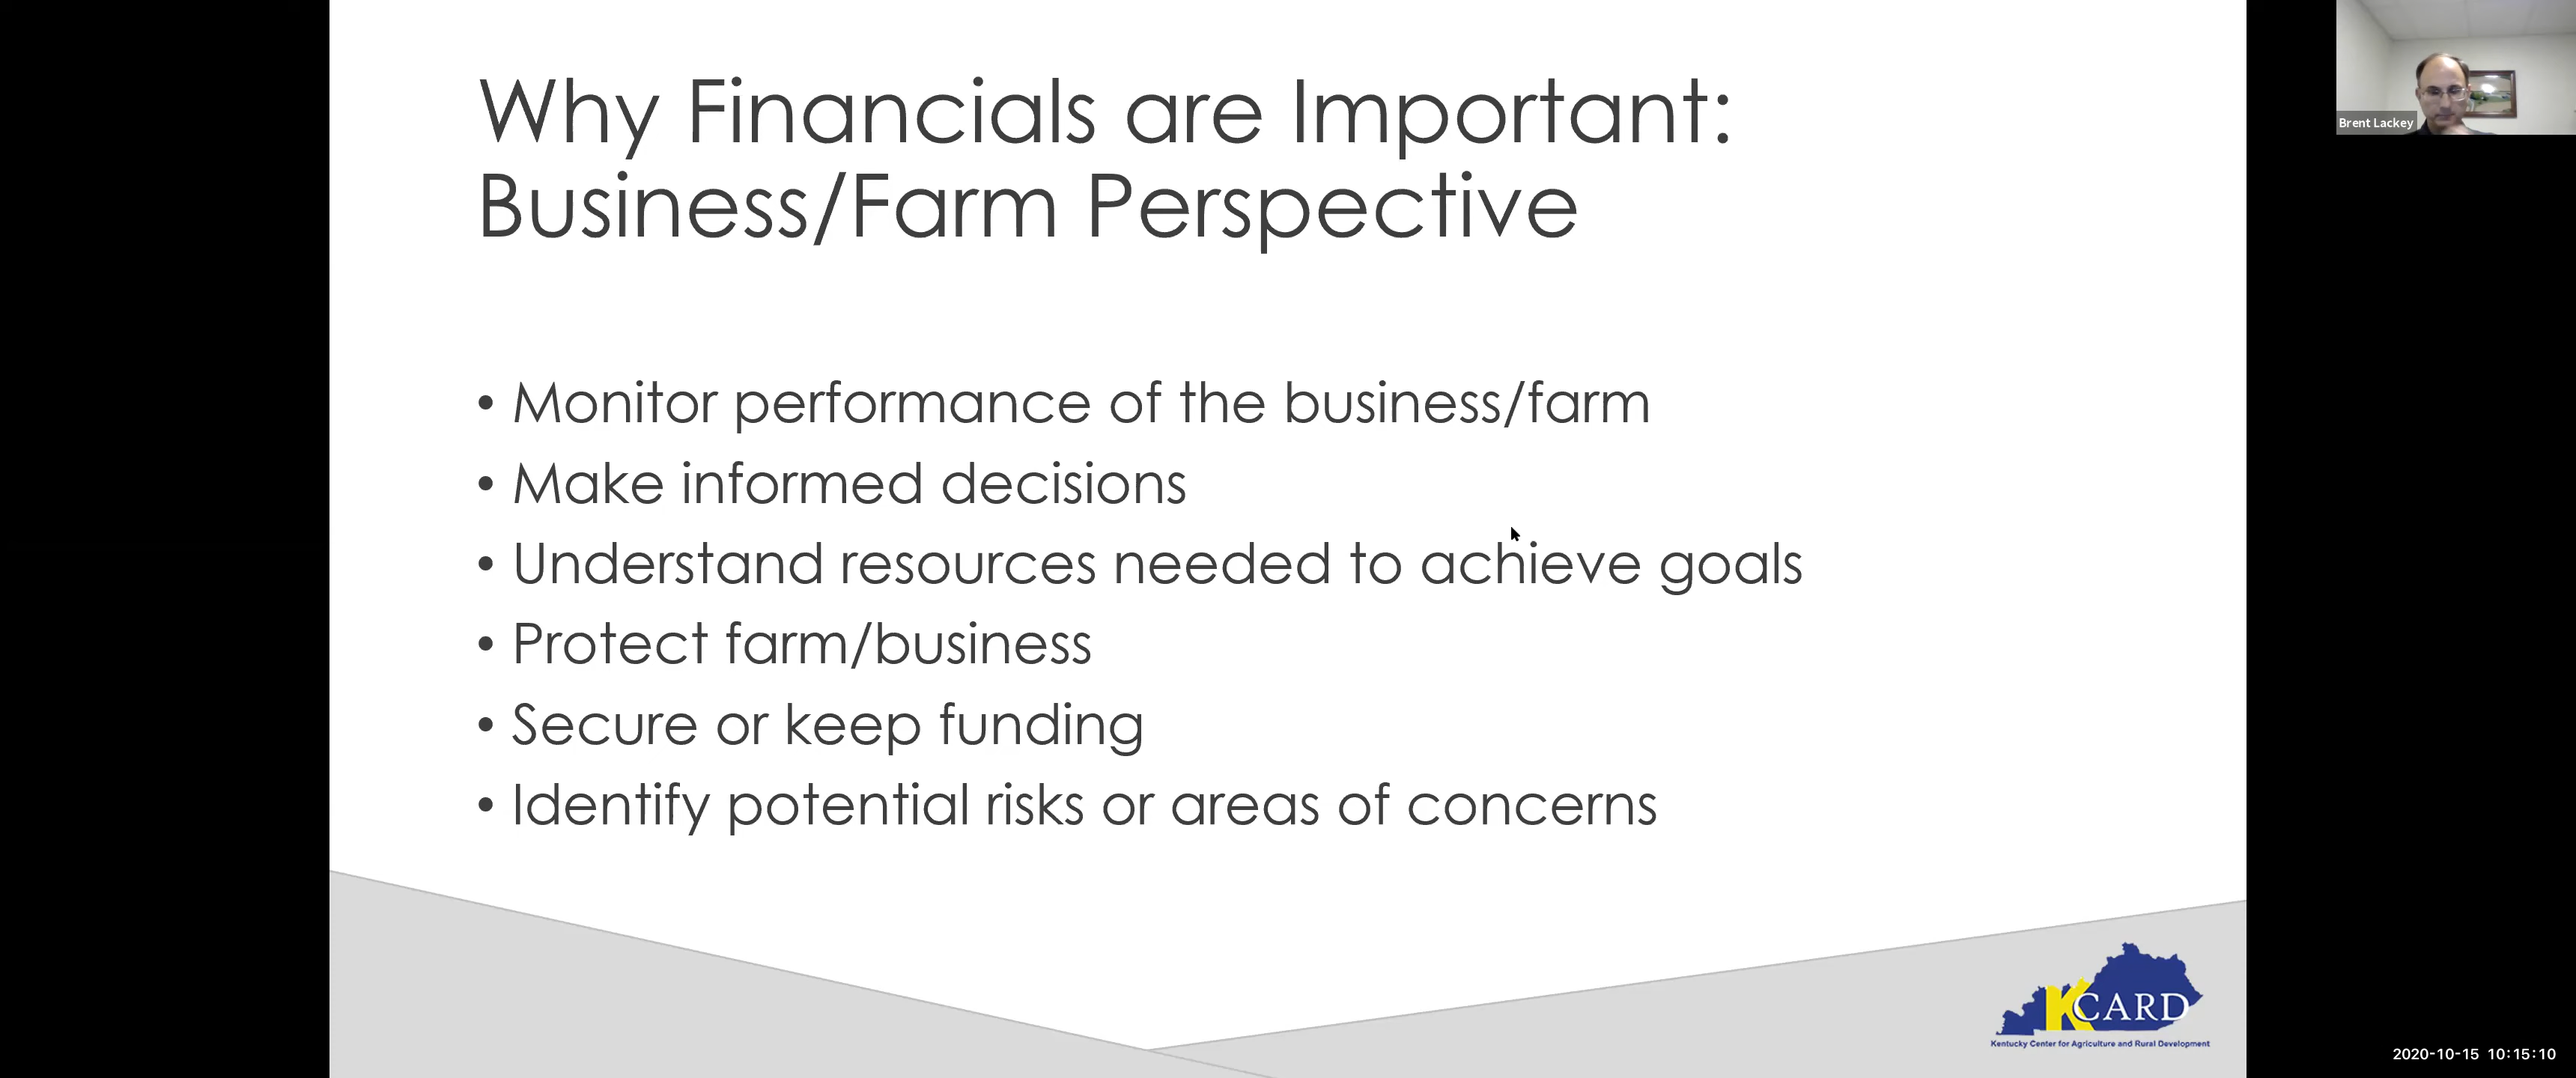 Why Financials are Important:
Business/Farm Perspective
• Monitor performance of the business/farm
• Make informed decisions
• Understand resources needed to achieve goals
• Protect farm/business
• Secure or keep funding
• Identify potential risks or areas of concerns
Brent Lackey
KCARD
Kentucky Center for Agriculture and Rural Development
2020-10-15 10:15:10